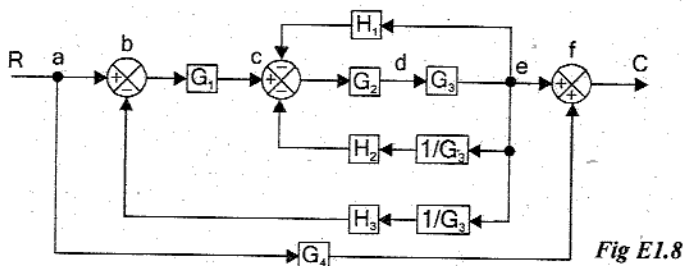 H₁
R a b c d e f C
+ − G₁ − + − G₂ G₃ + +
H₂ 1/G₃
H₃ 1/G₃
G₄
Fig E1.8